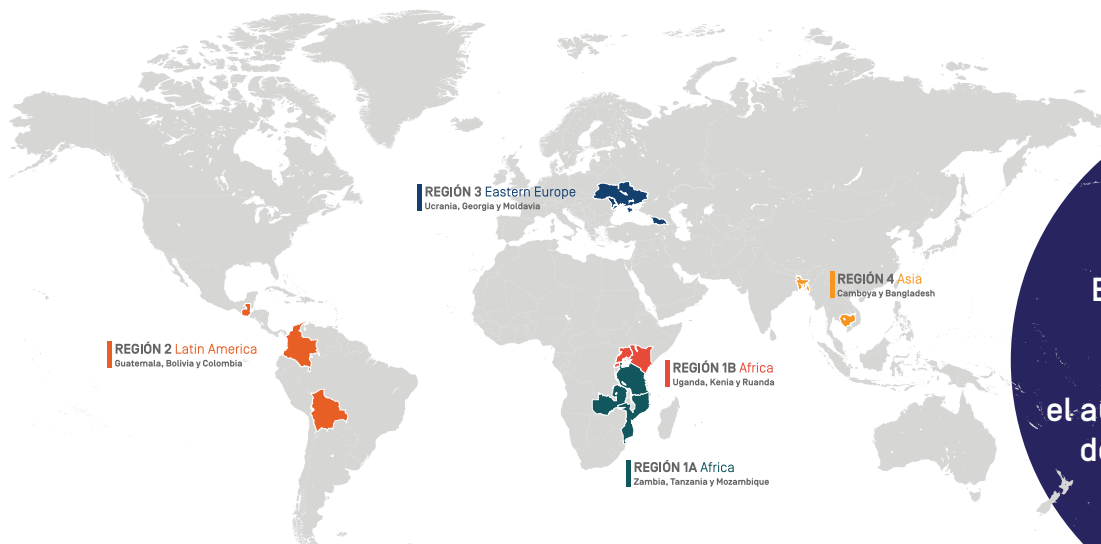 REGIÓN 3 Eastern Europe
Ucrania, Georgia y Moldavia
REGIÓN 4 Asia
Camboya y Bangladesh
REGIÓN 2 Latin America
Guatemala, Bolivia y Colombia
REGIÓN 1B Africa
Uganda, Kenia y Ruanda
REGIÓN 1A Africa
Zambia, Tanzania y Mozambique
el